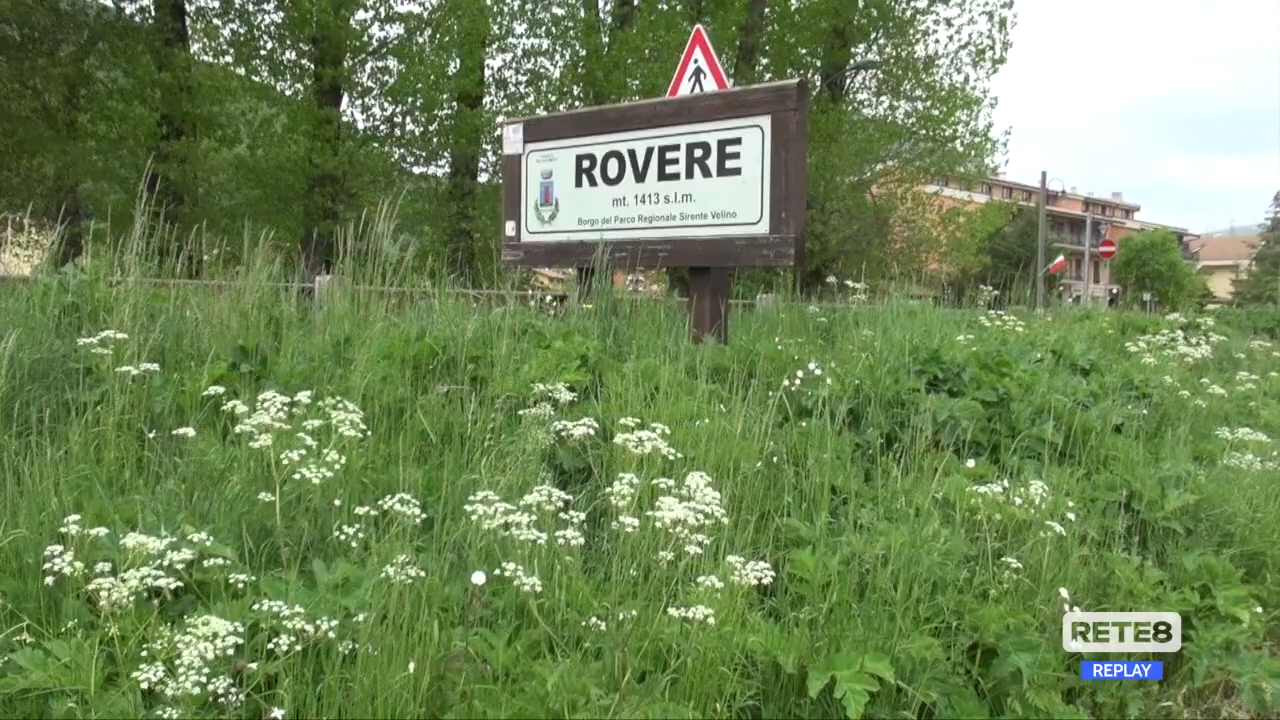 ROVERE
mt. 1413 s.l.m.
Borgo del Parco Regionale Sirente Velino
RETE8
REPLAY